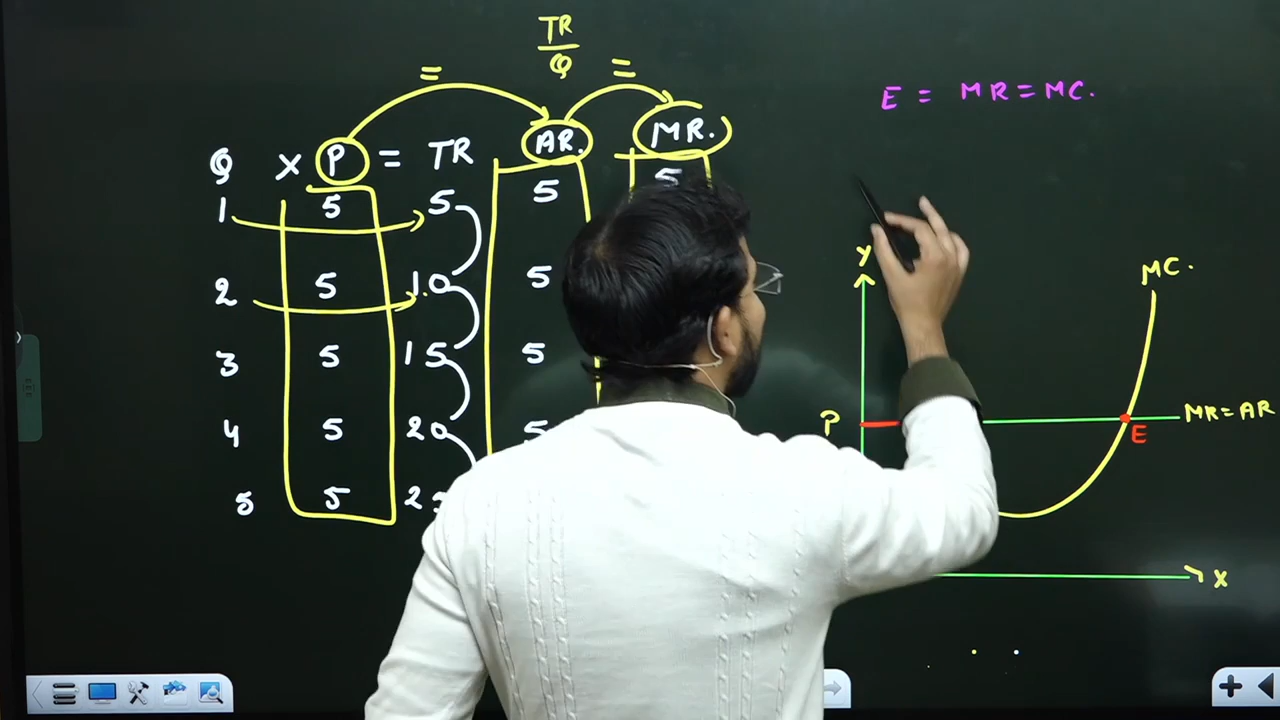 TR
Q
= =
E = MR = MC.
Q × P = TR AR. MR.
1 5 5 5 5
2 5 10 5
3 5 15 5
4 5 20 5
5 5
Y
MC.
P
MR = AR
E
X